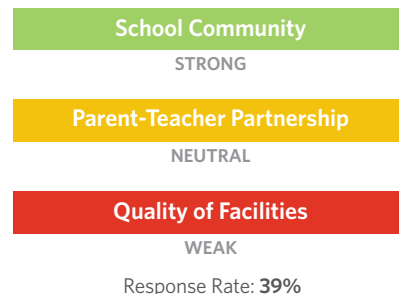 School Community
STRONG
Parent-Teacher Partnership
NEUTRAL
Quality of Facilities
WEAK
Response Rate: 39%